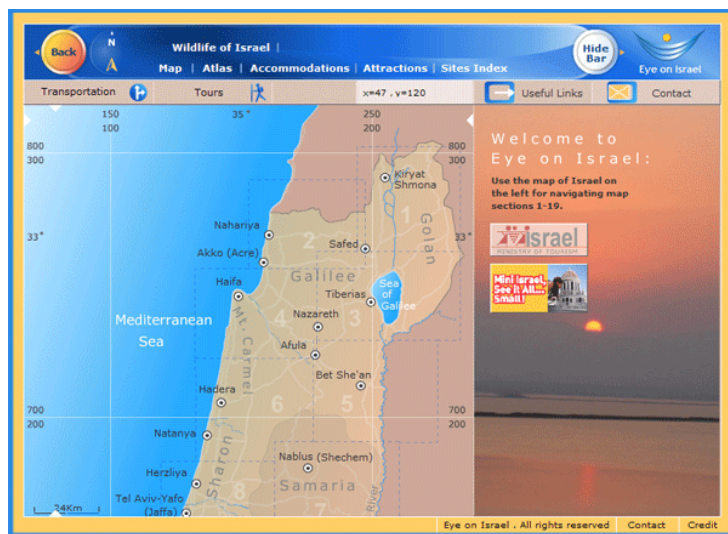 Back
N
Wildlife of Israel |
Map | Atlas | Accommodations | Attractions | Sites Index
Hide
Bar
Eye on Israel
Transportation
Tours
x=47 . y=120
Useful Links
Contact
150
100
35°
250
200
800
300
800
300
Kiryat
Shmona
1
Golan
Nahariya
33°
33°
2
Safed
Akko (Acre)
Galilee
Haifa
Sea
of
Galilee
Tiberias
Mediterranean
Sea
Mt. Carmel
4
Nazareth
3
Afula
Bet She'an
Hadera
6
5
700
200
700
200
Natanya
Nablus (Shechem)
Herzliya
Sharon
8
Samaria
Tel Aviv-Yafo
(Jaffa)
7
River
24Km
Welcome to
Eye on Israel:
Use the map of Israel on
the left for navigating map
sections 1-19.
israel
MINISTRY OF TOURISM
Mini Israel,
See It All...
Small!
Eye on Israel . All rights reserved
Contact
Credit